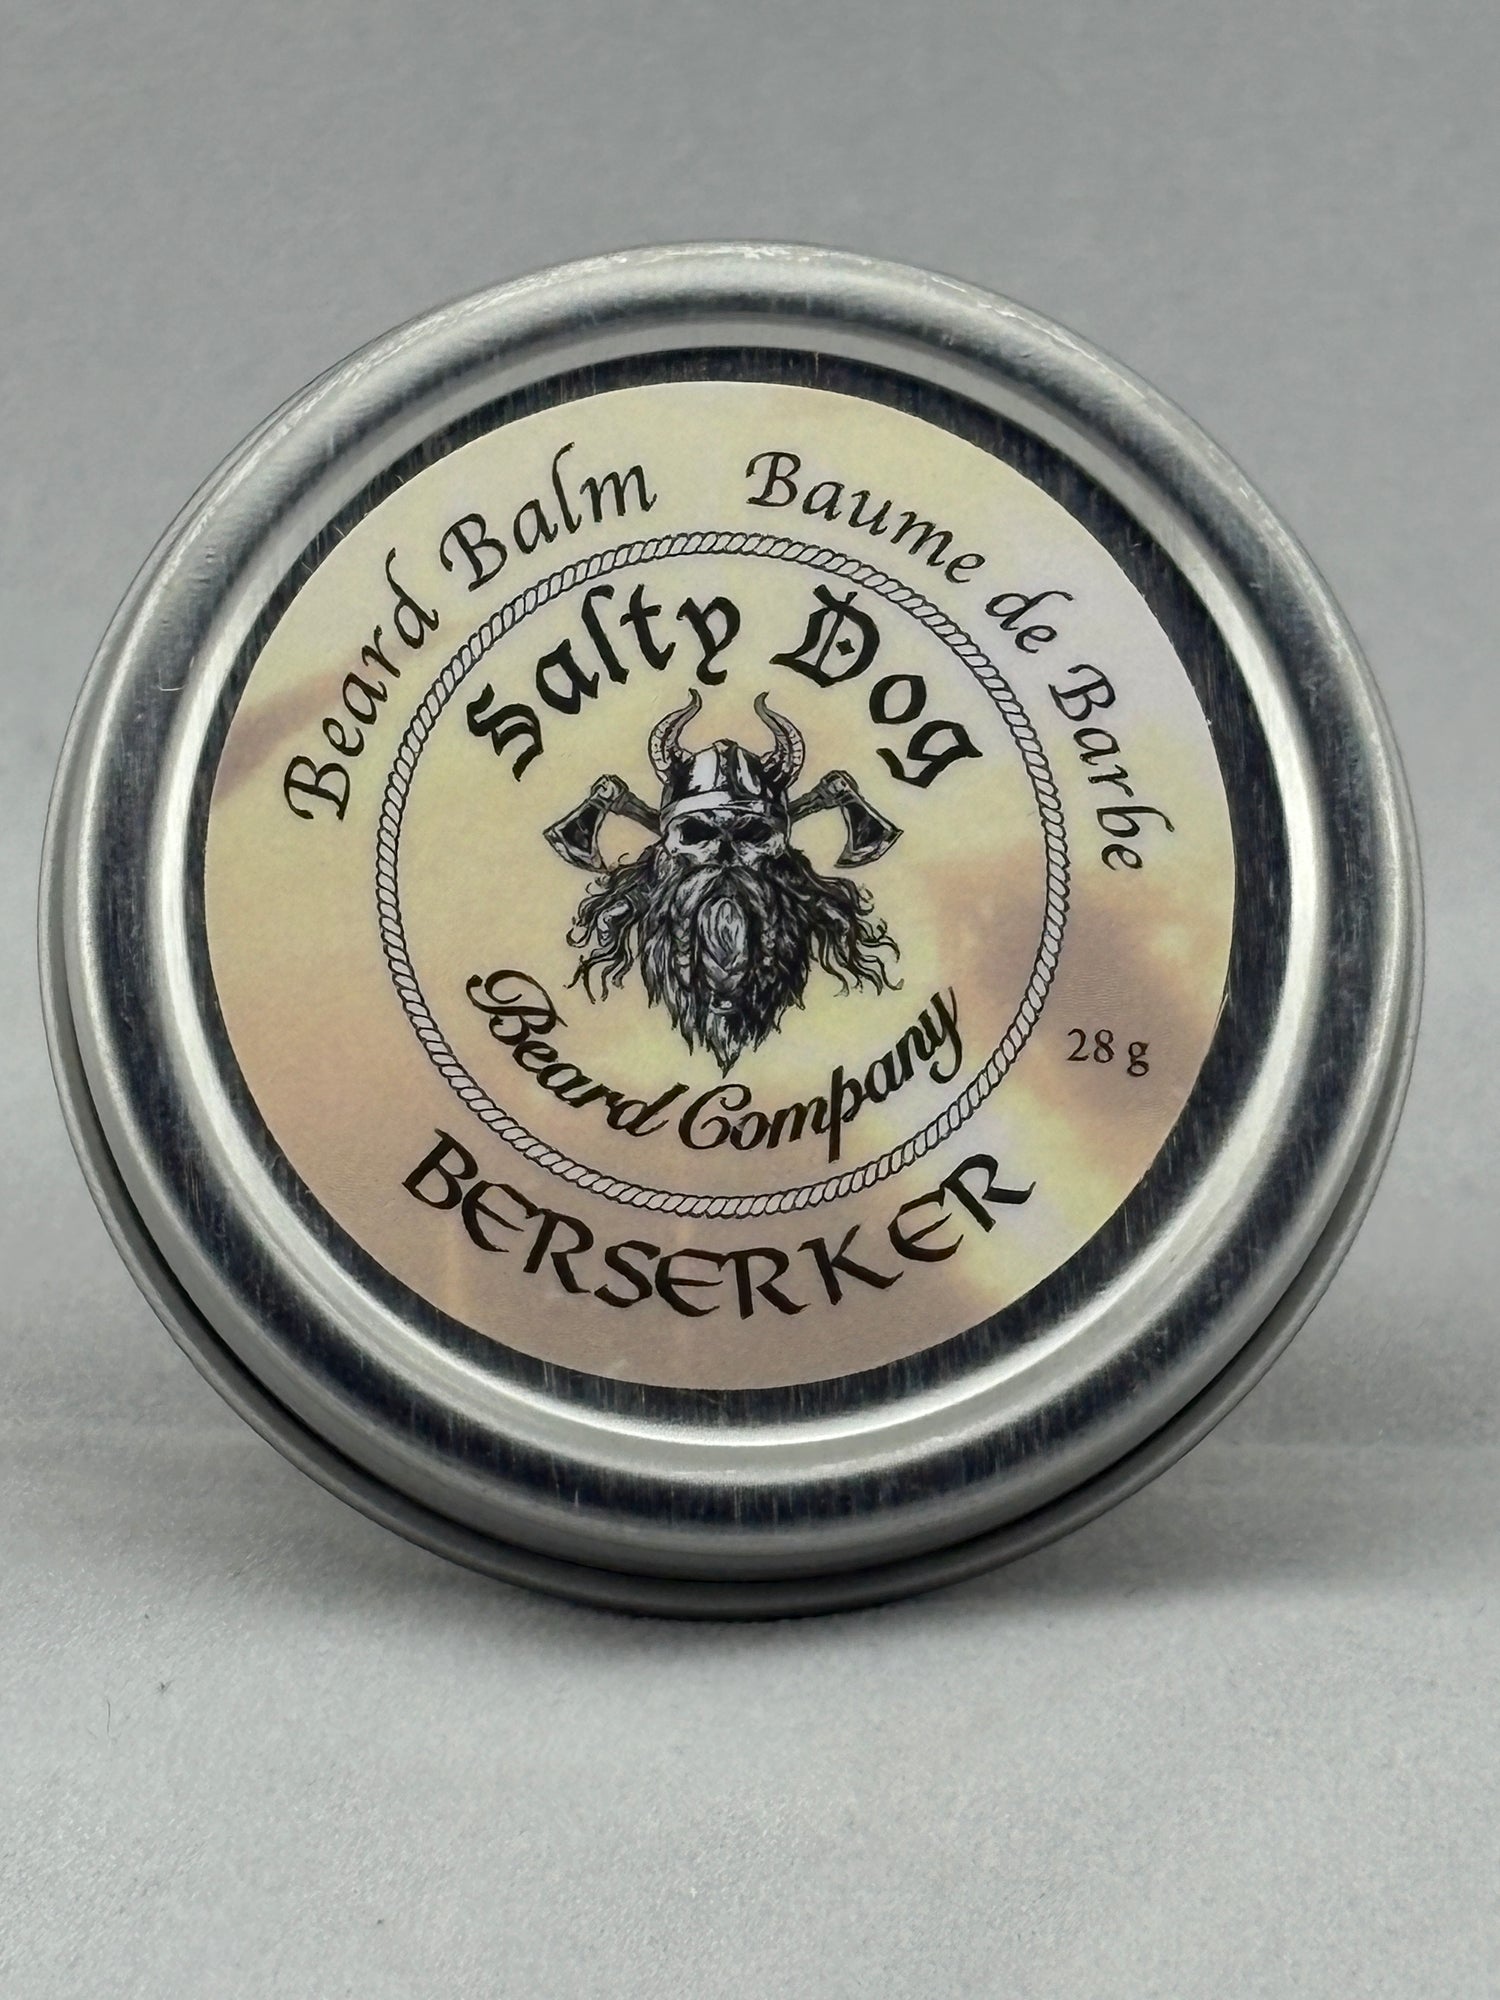 Beard Balm
Baume de Barbe
Salty Dog
Beard Company
28 g
BERSERKER